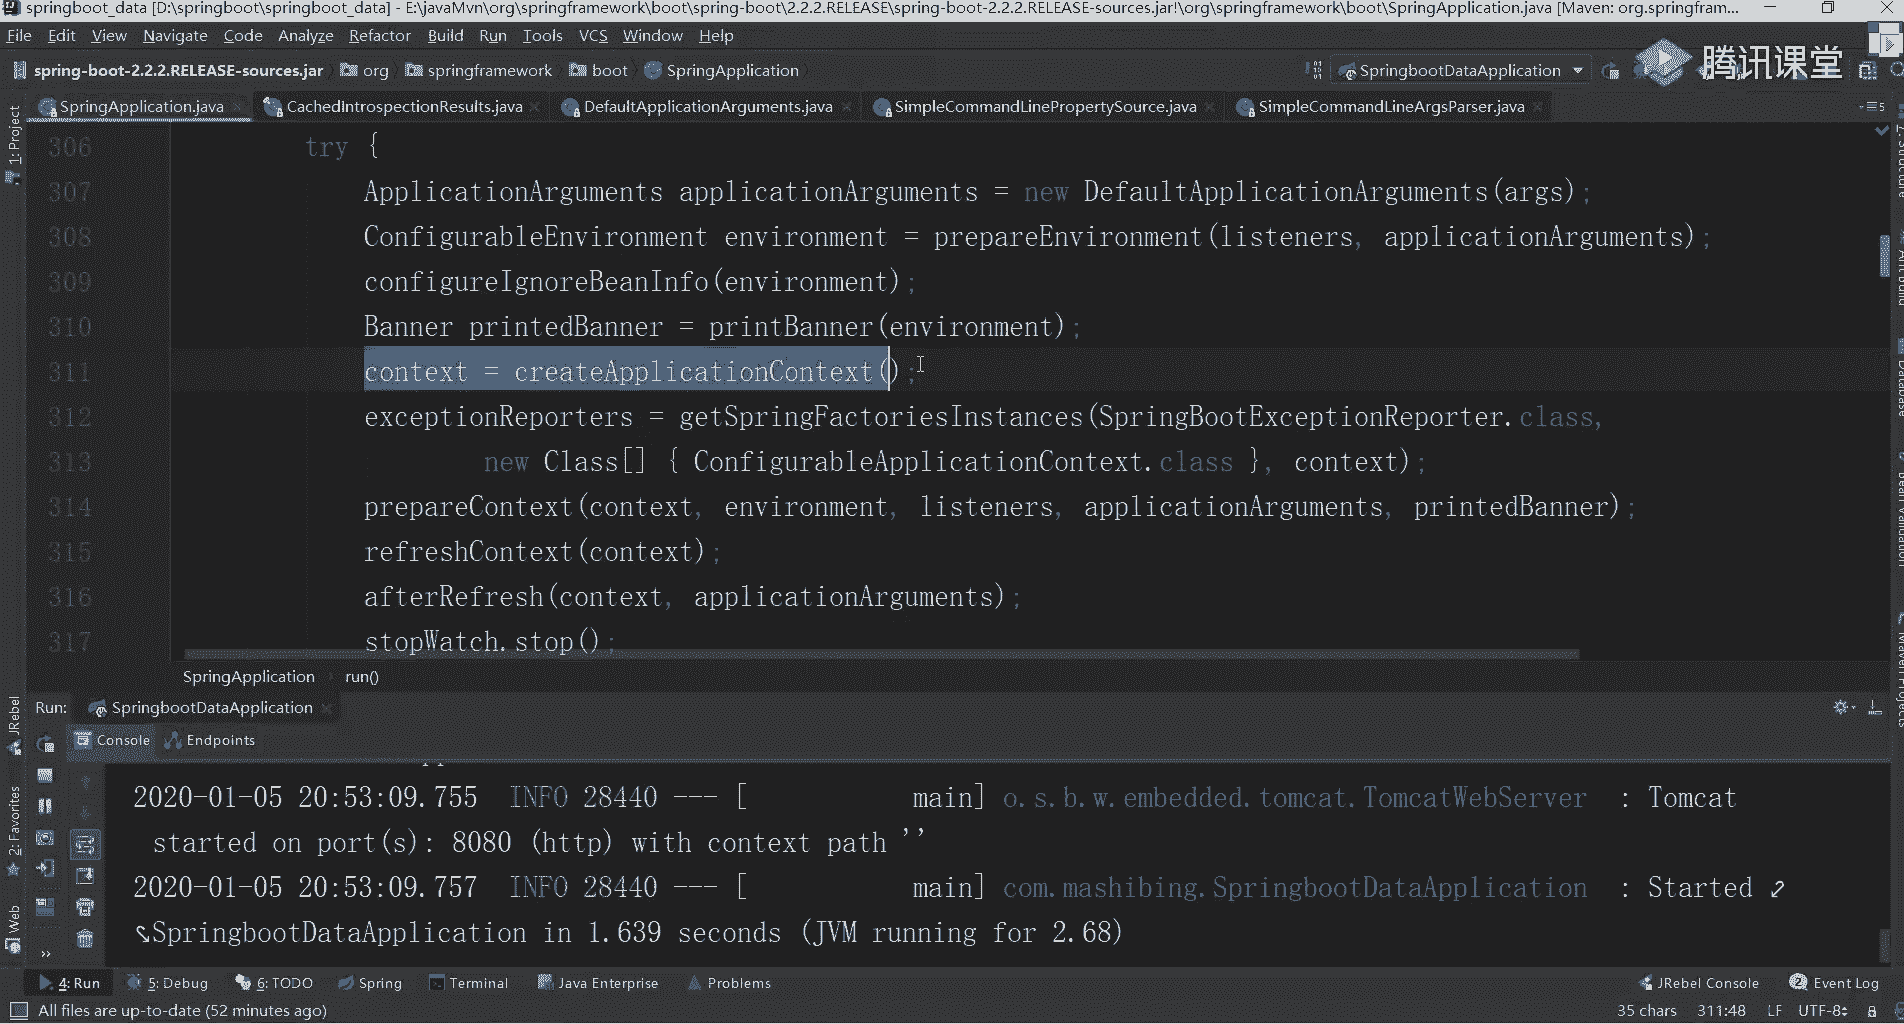 springboot_data [D:\springboot\springboot_data] - E:\javaMvn\org\springframework\boot\spring-boot\2.2.2.RELEASE\spring-boot-2.2.2.RELEASE-sources.jar!\org\springframework\boot\SpringApplication.java [Maven: org.springfram...
File Edit View Navigate Code Analyze Refactor Build Run Tools VCS Window Help
spring-boot-2.2.2.RELEASE-sources.jar org springframework boot SpringApplication SpringbootDataApplication 腾讯课堂
SpringApplication.java CachedIntrospectionResults.java DefaultApplicationArguments.java SimpleCommandLinePropertySource.java SimpleCommandLineArgsParser.java
1: Project
306 try {
307 ApplicationArguments applicationArguments = new DefaultApplicationArguments(args);
308 ConfigurableEnvironment environment = prepareEnvironment(listeners, applicationArguments);
309 configureIgnoreBeanInfo(environment);
310 Banner printedBanner = printBanner(environment);
311 context = createApplicationContext();
312 exceptionReporters = getSpringFactoriesInstances(SpringBootExceptionReporter.class,
313 new Class[] { ConfigurableApplicationContext.class }, context);
314 prepareContext(context, environment, listeners, applicationArguments, printedBanner);
315 refreshContext(context);
316 afterRefresh(context, applicationArguments);
317 stopWatch.stop();
SpringApplication run()
Run: SpringbootDataApplication
Console Endpoints
JRebel
2: Favorites
Web
2020-01-05 20:53:09.755 INFO 28440 --- [ main] o.s.b.w.embedded.tomcat.TomcatWebServer : Tomcat
started on port(s): 8080 (http) with context path ''
2020-01-05 20:53:09.757 INFO 28440 --- [ main] com.mashibing.SpringbootDataApplication : Started
SpringbootDataApplication in 1.639 seconds (JVM running for 2.68)
4: Run 5: Debug 6: TODO Spring Terminal Java Enterprise Problems JRebel Console Event Log
All files are up-to-date (52 minutes ago) 35 chars 311:48 LF UTF-8